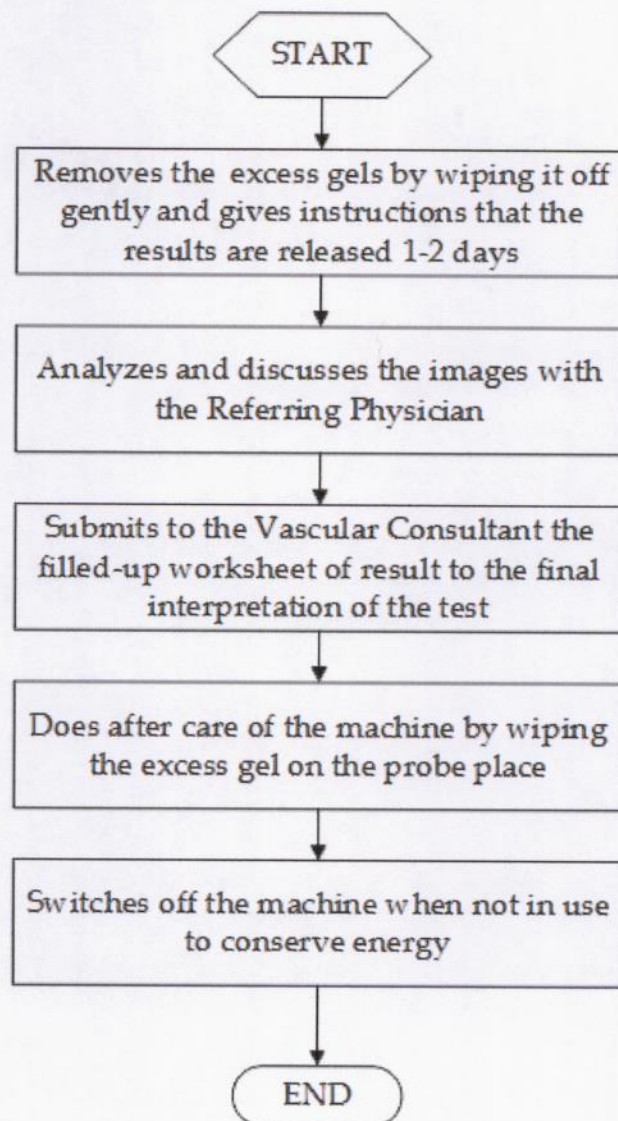 START
Removes the excess gels by wiping it off
gently and gives instructions that the
results are released 1-2 days
Analyzes and discusses the images with
the Referring Physician
Submits to the Vascular Consultant the
filled-up worksheet of result to the final
interpretation of the test
Does after care of the machine by wiping
the excess gel on the probe place
Switches off the machine when not in use
to conserve energy
END